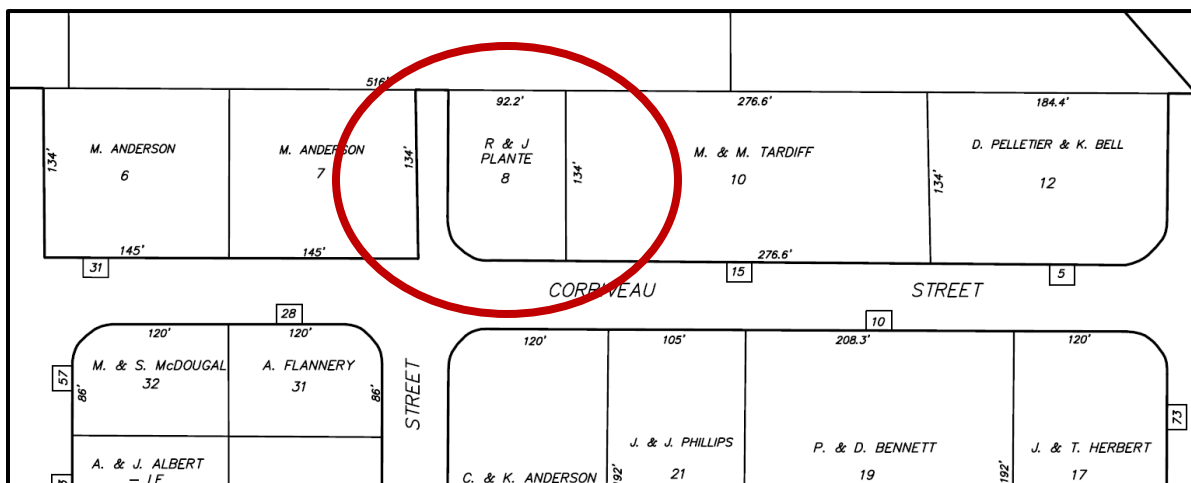 516'
92.2'
276.6'
184.4'
M. ANDERSON
6
134'
145'
M. ANDERSON
7
134'
145'
R & J
PLANTE
8
134'
M. & M. TARDIFF
10
276.6'
134'
D. PELLETIER & K. BELL
12
31
15
5
CORRIVEAU STREET
28
10
120'
M. & S. McDOUGAL
32
86'
57
120'
A. FLANNERY
31
86'
STREET
120'
105'
208.3'
120'
73
A. & J. ALBERT
C. & K. ANDERSON
J. & J. PHILLIPS
21
192'
P. & D. BENNETT
19
192'
J. & T. HERBERT
17